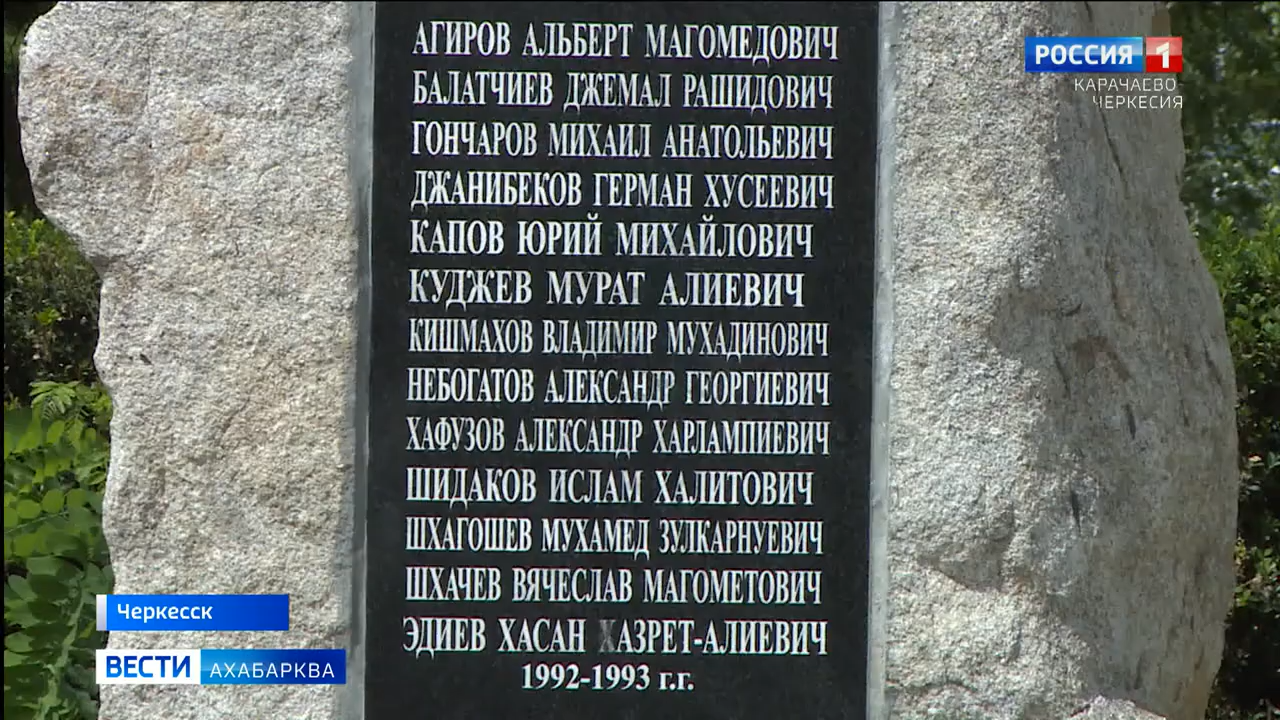 АГИРОВ АЛЬБЕРТ МАГОМЕДОВИЧ
БАЛАТЧИЕВ ДЖЕМАЛ РАШИДОВИЧ
ГОНЧАРОВ МИХАИЛ АНАТОЛЬЕВИЧ
ДЖАНИБЕКОВ ГЕРМАН ХУСЕЕВИЧ
КАПОВ ЮРИЙ МИХАЙЛОВИЧ
КУДЖЕВ МУРАТ АЛИЕВИЧ
КИШМАХОВ ВЛАДИМИР МУХАДИНОВИЧ
НЕБОГАТОВ АЛЕКСАНДР ГЕОРГИЕВИЧ
ХАФУЗОВ АЛЕКСАНДР ХАРЛАМПИЕВИЧ
ШИДАКОВ ИСЛАМ ХАЛИТОВИЧ
ШХАГОШЕВ МУХАМЕД ЗУЛКАРНУЕВИЧ
ШХАЧЕВ ВЯЧЕСЛАВ МАГОМЕТОВИЧ
ЭДИЕВ ХАСАН ХАЗРЕТ-АЛИЕВИЧ
1992-1993 г.г.
РОССИЯ 1
КАРАЧАЕВО-
ЧЕРКЕСИЯ
Черкесск
ВЕСТИ АХАБАРКВА